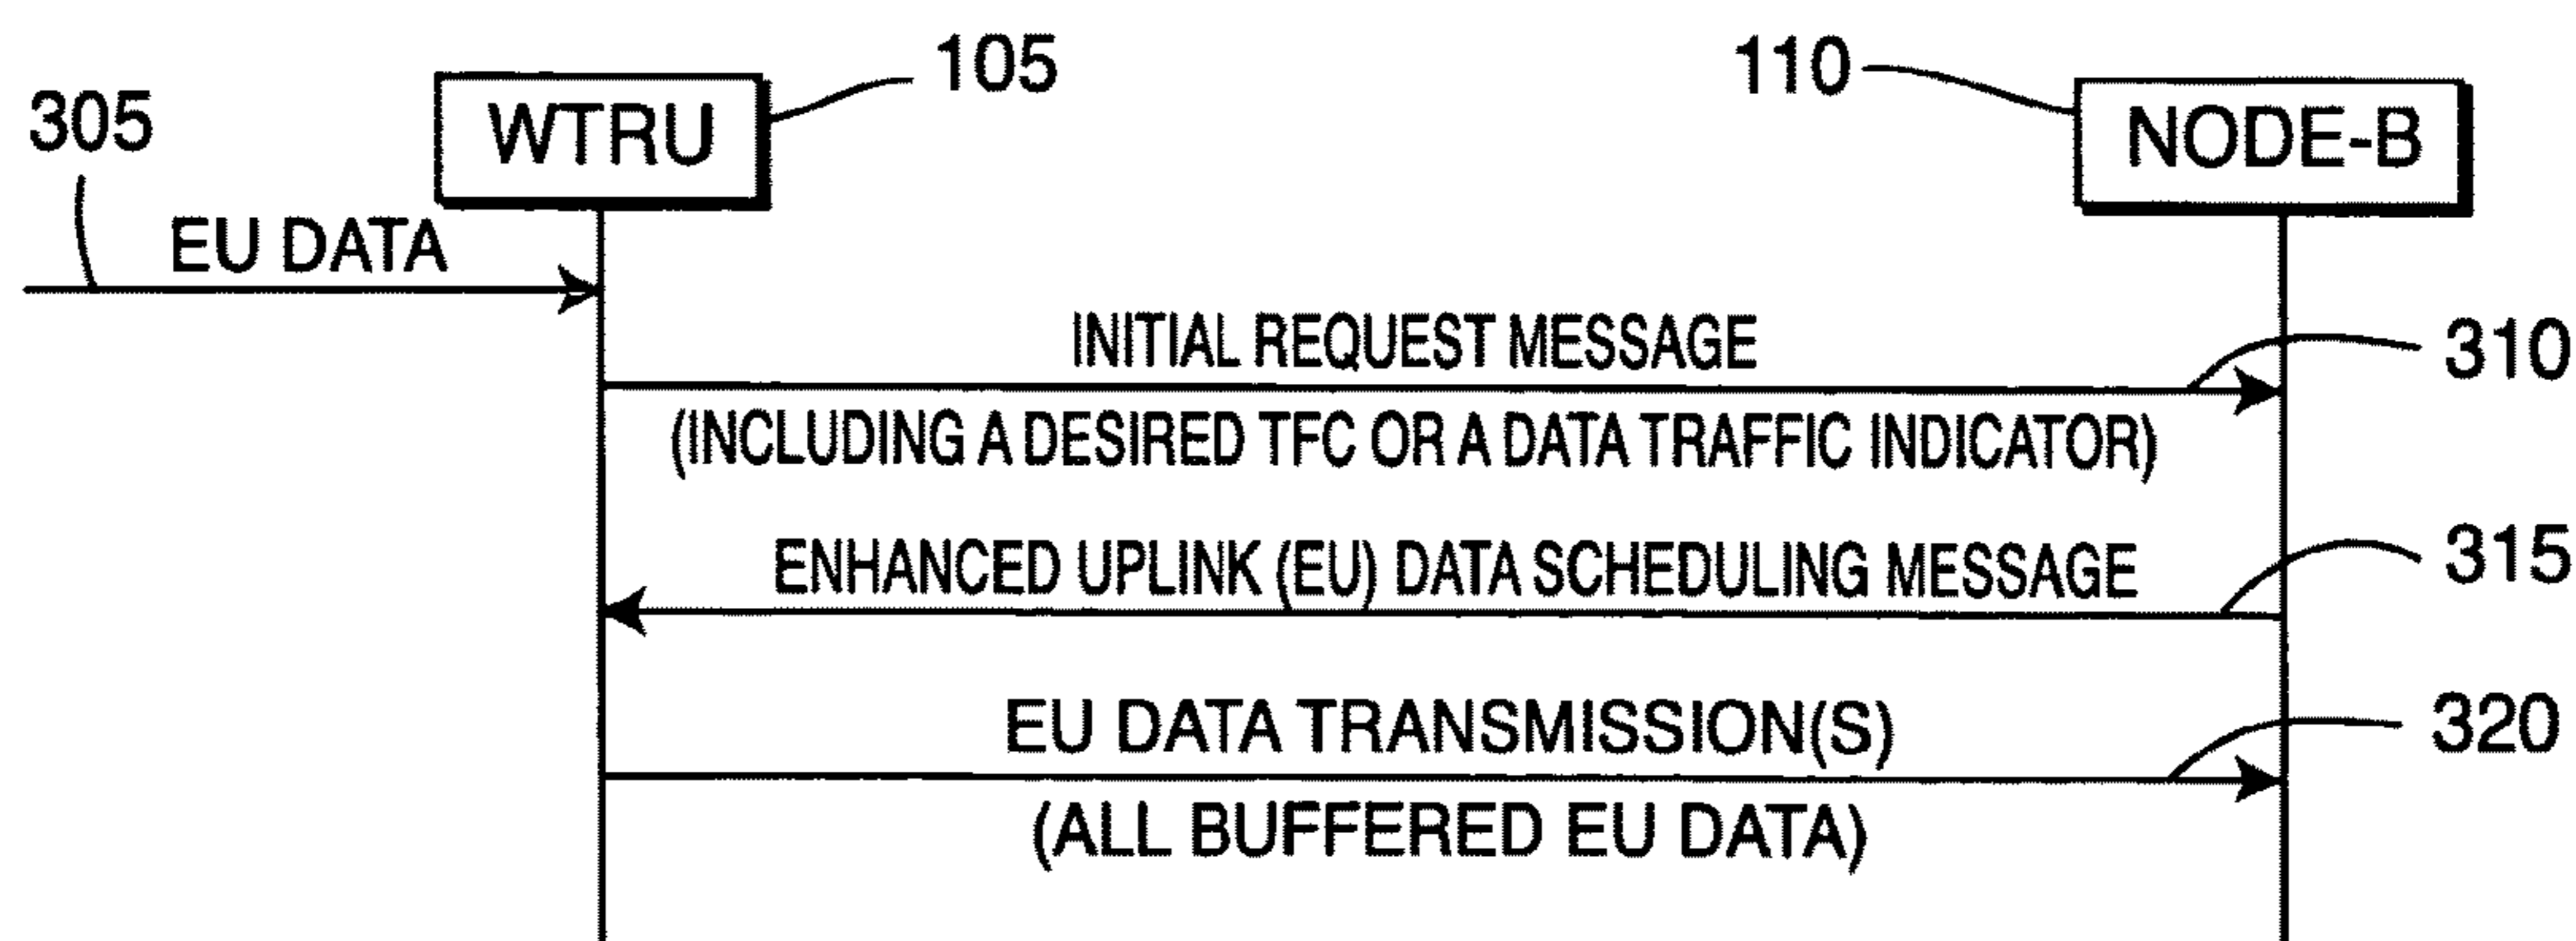 105
110
305
WTRU
NODE-B
EU DATA
INITIAL REQUEST MESSAGE
310
(INCLUDING A DESIRED TFC OR A DATA TRAFFIC INDICATOR)
ENHANCED UPLINK (EU) DATA SCHEDULING MESSAGE
315
EU DATA TRANSMISSION(S)
320
(ALL BUFFERED EU DATA)